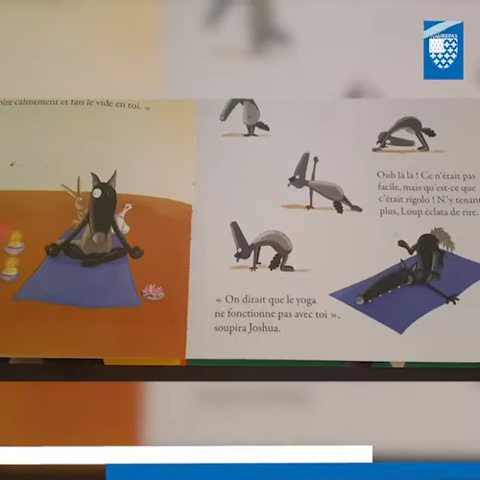 calmement et fais le vide en toi. »
Ouh là là ! Ce n'était pas
facile, mais qu'est-ce que
c'était rigolo ! N'y tenant
plus, Loup éclata de rire.
« On dirait que le yoga
ne fonctionne pas avec toi »,
soupira Joshua.
MAUREPAS